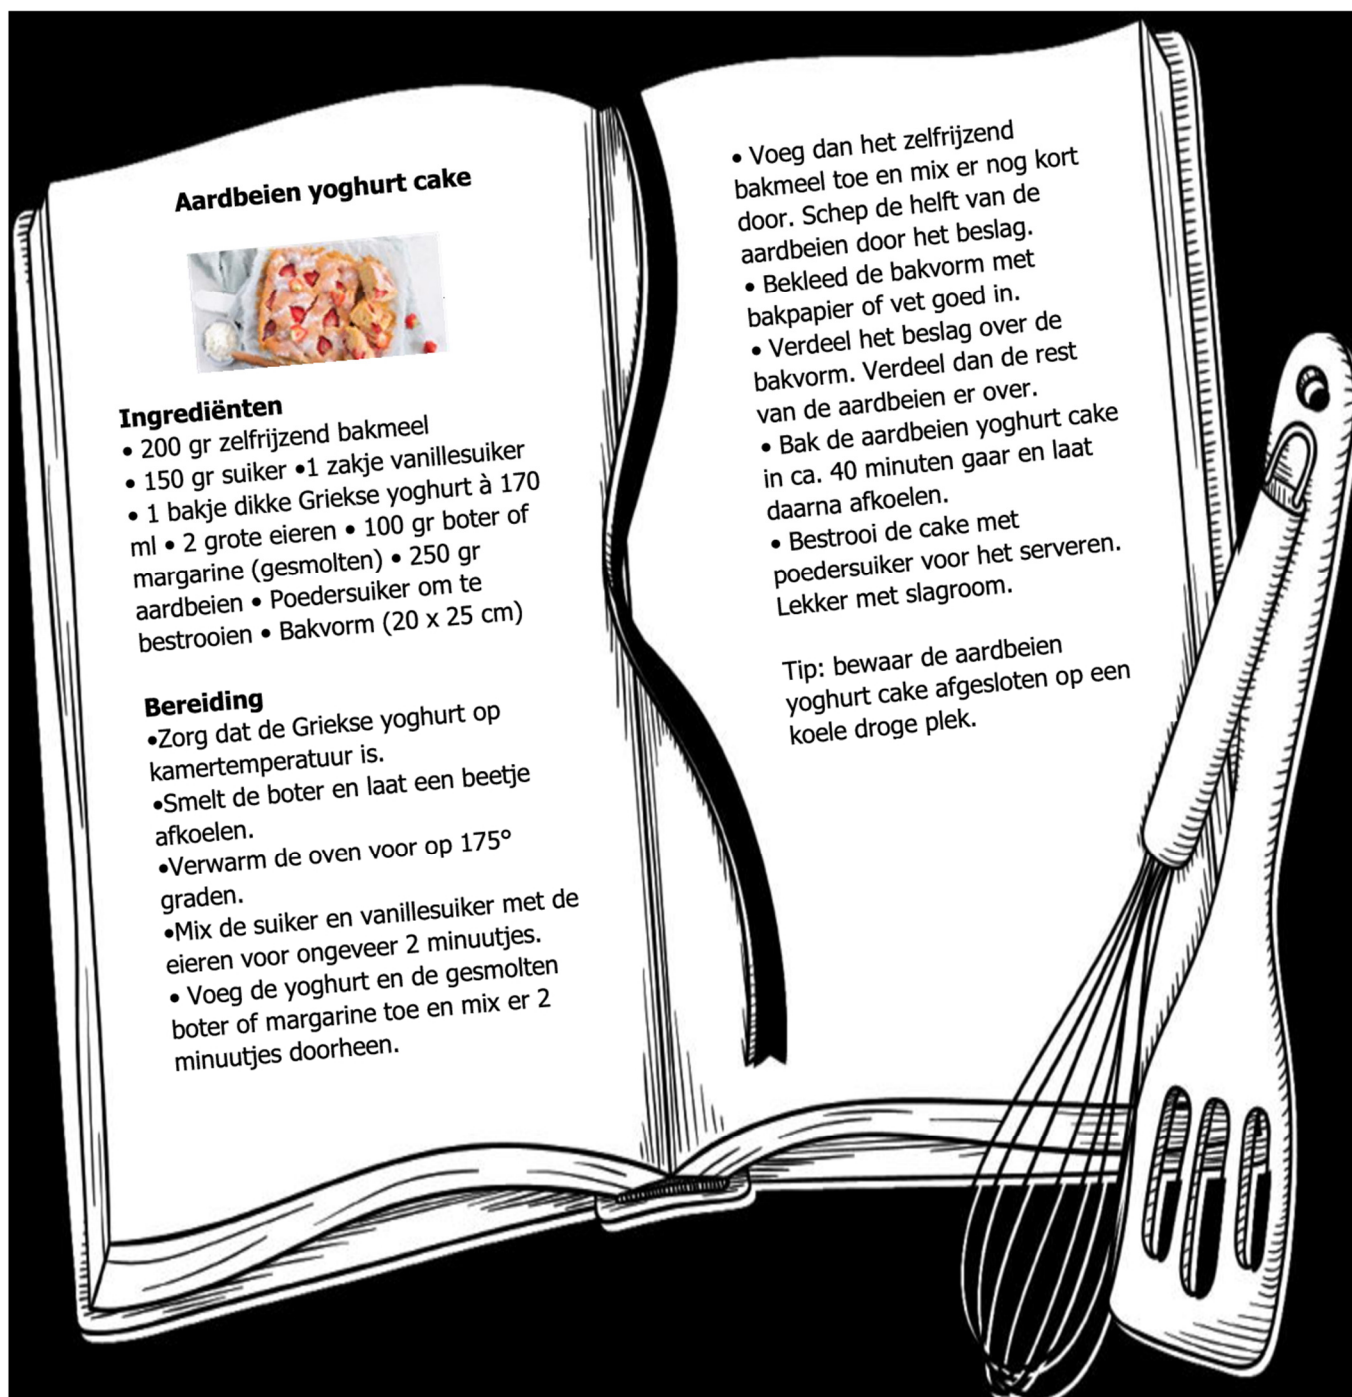 Aardbeien yoghurt cake
Ingrediënten
• 200 gr zelfrijzend bakmeel
• 150 gr suiker •1 zakje vanillesuiker
• 1 bakje dikke Griekse yoghurt à 170
ml • 2 grote eieren • 100 gr boter of
margarine (gesmolten) • 250 gr
aardbeien • Poedersuiker om te
bestrooien • Bakvorm (20 x 25 cm)
Bereiding
•Zorg dat de Griekse yoghurt op
kamertemperatuur is.
•Smelt de boter en laat een beetje
afkoelen.
•Verwarm de oven voor op 175°
graden.
•Mix de suiker en vanillesuiker met de
eieren voor ongeveer 2 minuutjes.
• Voeg de yoghurt en de gesmolten
boter of margarine toe en mix er 2
minuutjes doorheen.
• Voeg dan het zelfrijzend
bakmeel toe en mix er nog kort
door. Schep de helft van de
aardbeien door het beslag.
• Bekleed de bakvorm met
bakpapier of vet goed in.
• Verdeel het beslag over de
bakvorm. Verdeel dan de rest
van de aardbeien er over.
• Bak de aardbeien yoghurt cake
in ca. 40 minuten gaar en laat
daarna afkoelen.
• Bestrooi de cake met
poedersuiker voor het serveren.
Lekker met slagroom.
Tip: bewaar de aardbeien
yoghurt cake afgesloten op een
koele droge plek.